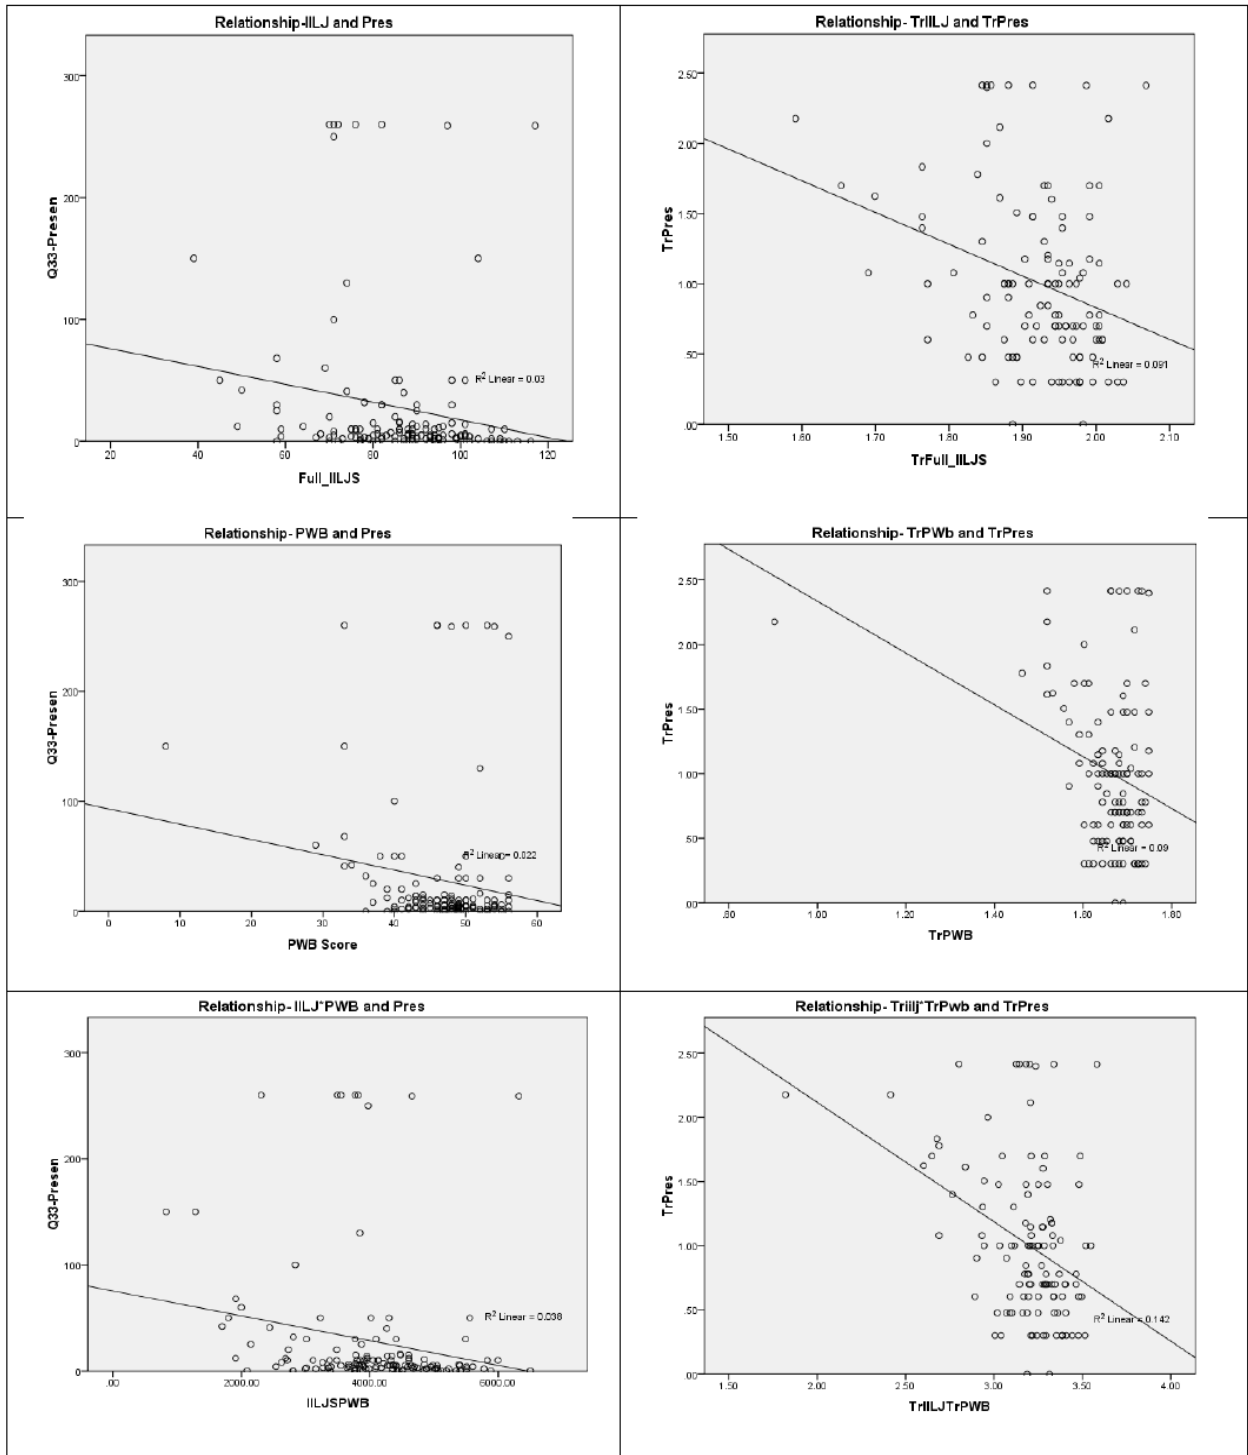 Relationship-IILJ and Pres
300
200
100
0
Q33-Presen
20 40 60 80 100 120
Full_IILJS
R² Linear = 0.03
Relationship- TrIILJ and TrPres
2.50
2.00
1.50
1.00
.50
.00
TrPres
1.50 1.60 1.70 1.80 1.90 2.00 2.10
TrFull_IILJS
R² Linear = 0.091
Relationship- PWB and Pres
300
200
100
0
Q33-Presen
0 10 20 30 40 50 60
PWB Score
R² Linear = 0.022
Relationship- TrPWb and TrPres
2.50
2.00
1.50
1.00
.50
.00
TrPres
.80 1.00 1.20 1.40 1.60 1.80
TrPWB
R² Linear = 0.09
Relationship- IILJ*PWB and Pres
300
200
100
0
Q33-Presen
.00 2000.00 4000.00 6000.00
IILJSPWB
R² Linear = 0.038
Relationship- Triilj*TrPwb and TrPres
2.50
2.00
1.50
1.00
.50
.00
TrPres
1.50 2.00 2.50 3.00 3.50 4.00
TrIILJTrPWB
R² Linear = 0.142